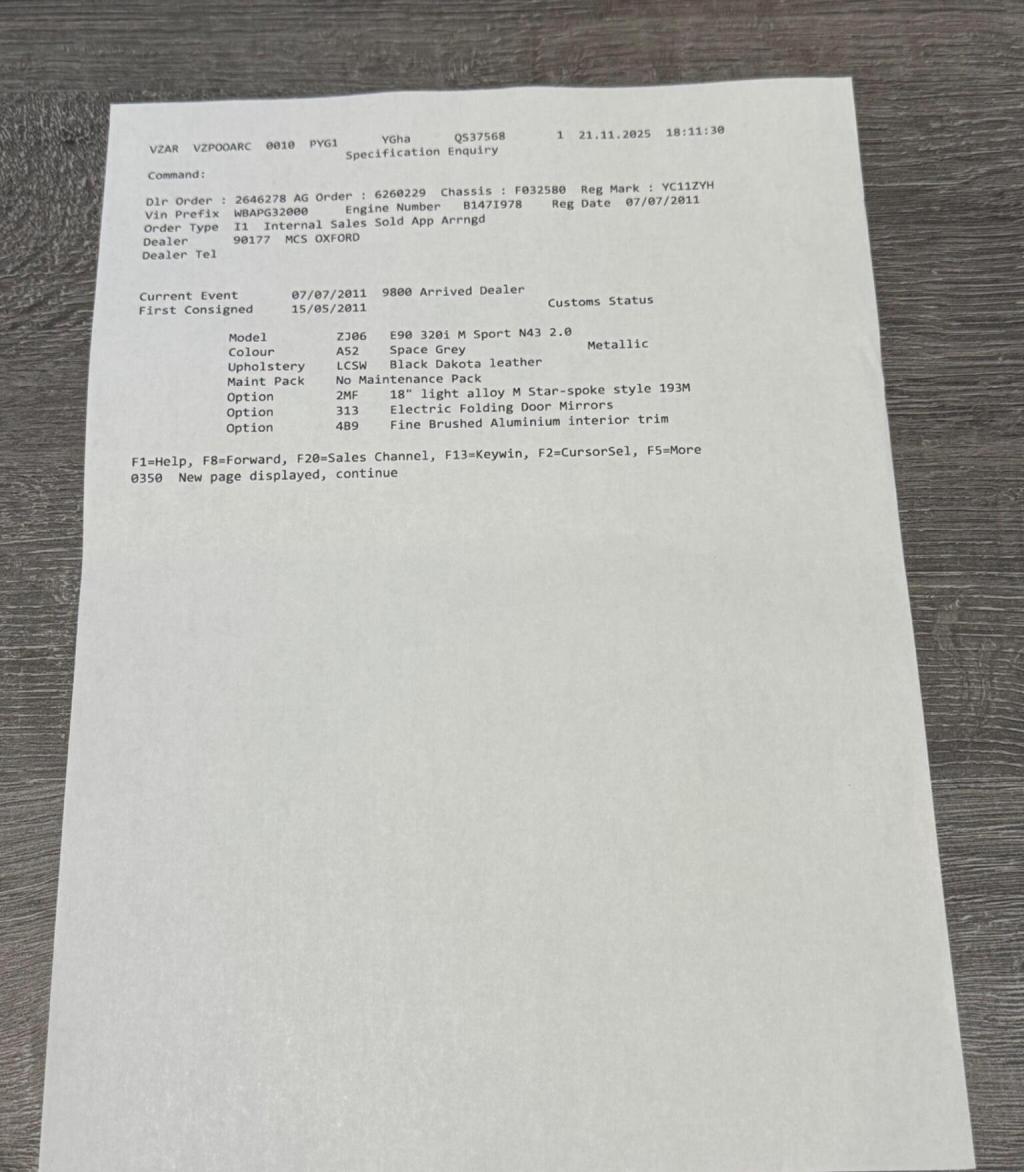 VZAR VZPOOARC 0010 PYG1 YGha QS37568 1 21.11.2025 18:11:30
Specification Enquiry
Command:
Dlr Order : 2646278 AG Order : 6260229 Chassis : F032580 Reg Mark : YC11ZYH
Vin Prefix WBAPG32000 Engine Number B147I978 Reg Date 07/07/2011
Order Type I1 Internal Sales Sold App Arrngd
Dealer 90177 MCS OXFORD
Dealer Tel
Current Event 07/07/2011 9800 Arrived Dealer
First Consigned 15/05/2011 Customs Status
Model ZJ06 E90 320i M Sport N43 2.0
Colour A52 Space Grey Metallic
Upholstery LCSW Black Dakota leather
Maint Pack No Maintenance Pack
Option 2MF 18" light alloy M Star-spoke style 193M
Option 313 Electric Folding Door Mirrors
Option 4B9 Fine Brushed Aluminium interior trim
F1=Help, F8=Forward, F20=Sales Channel, F13=Keywin, F2=CursorSel, F5=More
0350 New page displayed, continue